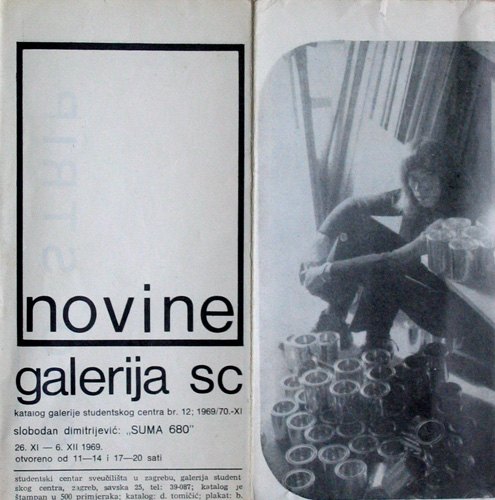 novine
galerija sc
katalog galerije studentskog centra br. 12; 1969/70.-XI
slobodan dimitrijević: „SUMA 680"
26. XI — 6. XII 1969.
otvoreno od 11—14 i 17—20 sati
studentski centar sveučilišta u zagrebu, galerija student
skog centra, zagreb, savska 25, tel: 39-087; katalog je
štampan u 500 primjeraka; katalog: d. tomičić; plakat: b.
STRIP